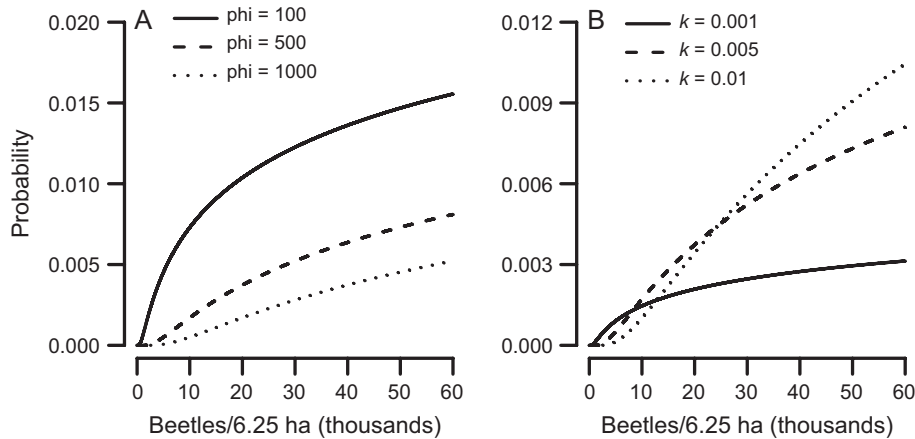 A
phi = 100
phi = 500
phi = 1000
0.020
0.015
0.010
0.005
0.000
Probability
0 10 20 30 40 50 60
Beetles/6.25 ha (thousands)
B
k = 0.001
k = 0.005
k = 0.01
0.012
0.009
0.006
0.003
0.000
0 10 20 30 40 50 60
Beetles/6.25 ha (thousands)